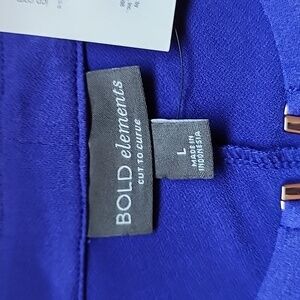 BOLD elements
CUT TO CURVE
L
MADE IN
INDONESIA